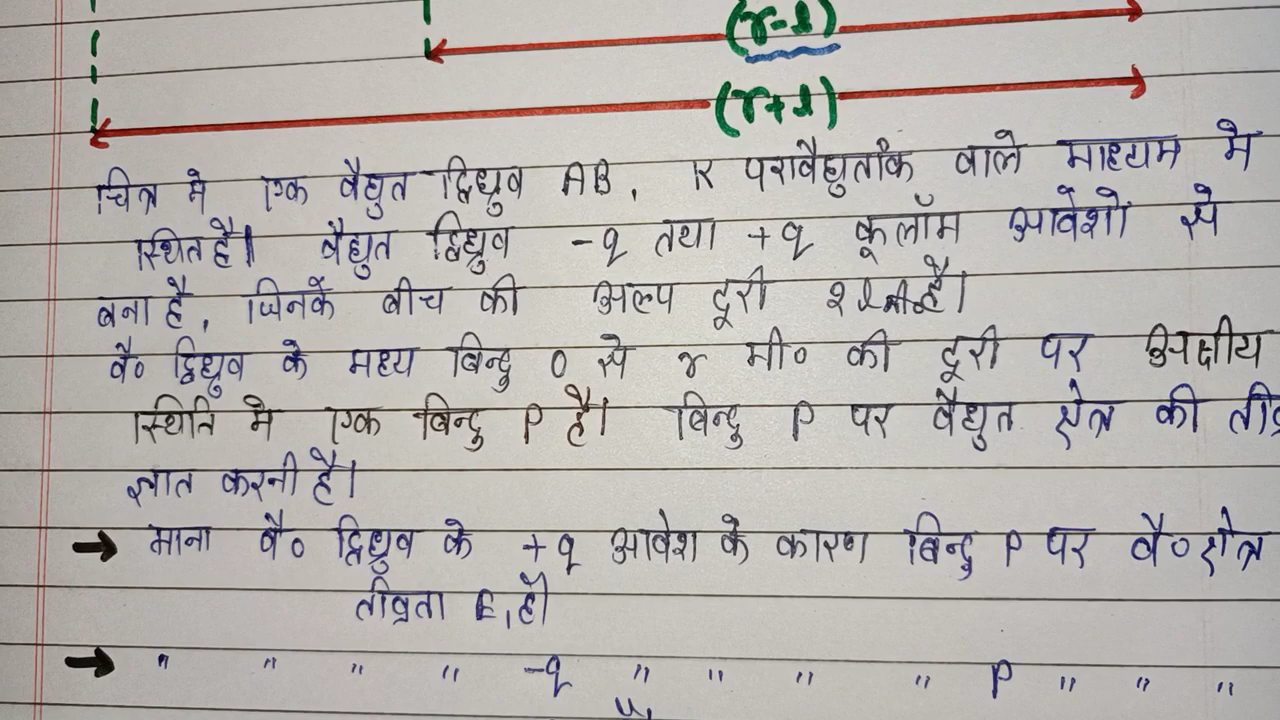 (r-l)
(r+l)
चित्र मे एक वैद्युत द्विध्रुव AB, K परावैद्युतांक वाले माध्यम मे
स्थित है। वैद्युत द्विध्रुव -q तथा +q कूलॉम आवेशो से
बना है, जिनके बीच की अल्प दूरी 2l मी० है।
वै० द्विध्रुव के मध्य बिन्दु O से r मी० की दूरी पर अक्षीय
स्थिति मे एक बिन्दु P है। बिन्दु P पर वैद्युत क्षेत्र की
ज्ञात करनी है।
→ माना वै० द्विध्रुव के +q आवेश के कारण बिन्दु P पर वै० क्षेत्र
तीव्रता E₁ है।
→ " " " " -q " " " " P " " "